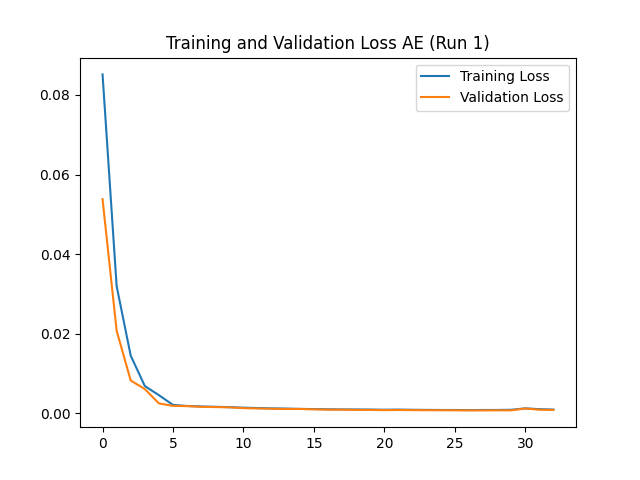 Training and Validation Loss AE (Run 1)
Training Loss
Validation Loss
0.08
0.06
0.04
0.02
0.00
0 5 10 15 20 25 30